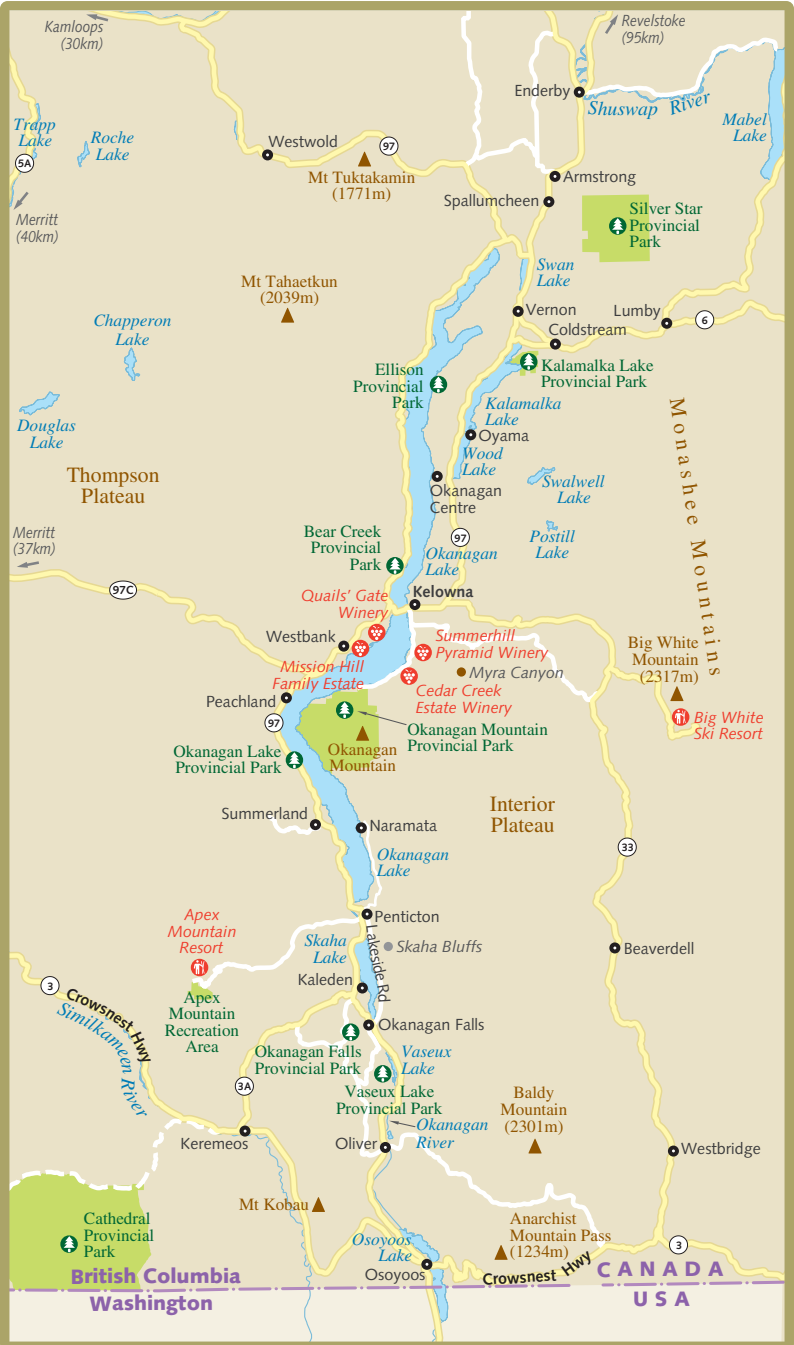 Kamloops
(30km)
Revelstoke
(95km)
Enderby
Shuswap River
Mabel
Lake
Trapp
Lake
Roche
Lake
5A
Westwold
97
Mt Tuktakamin
(1771m)
Armstrong
Spallumcheen
Merritt
(40km)
Silver Star
Provincial
Park
Swan
Lake
Mt Tahaetkun
(2039m)
Vernon
Lumby
6
Coldstream
Chapperon
Lake
Ellison
Provincial
Park
Kalamalka Lake
Provincial Park
Kalamalka
Lake
Douglas
Lake
Oyama
Wood
Lake
Monashee Mountains
Thompson
Plateau
Okanagan
Centre
Swalwell
Lake
Merritt
(37km)
Bear Creek
Provincial
Park
97
Postill
Lake
Okanagan
Lake
97C
Quails' Gate
Winery
Kelowna
Westbank
Summerhill
Pyramid Winery
Mission Hill
Family Estate
Myra Canyon
Big White
Mountain
(2317m)
Cedar Creek
Estate Winery
Peachland
97
Big White
Ski Resort
Okanagan Mountain
Provincial Park
Okanagan
Mountain
Okanagan Lake
Provincial Park
Summerland
Naramata
Interior
Plateau
33
Okanagan
Lake
Apex
Mountain
Resort
Penticton
Lakeside Rd
Skaha
Lake
Skaha Bluffs
Beaverdell
Kaleden
3
Crowsnest Hwy
Similkameen River
Apex
Mountain
Recreation
Area
Okanagan Falls
Okanagan Falls
Provincial Park
Vaseux
Lake
3A
Vaseux Lake
Provincial Park
Baldy
Mountain
(2301m)
Okanagan
River
Keremeos
Oliver
Westbridge
Mt Kobau
Cathedral
Provincial
Park
Anarchist
Mountain Pass
(1234m)
Osoyoos
Lake
3
Osoyoos
Crowsnest Hwy
British Columbia
CANADA
Washington
USA